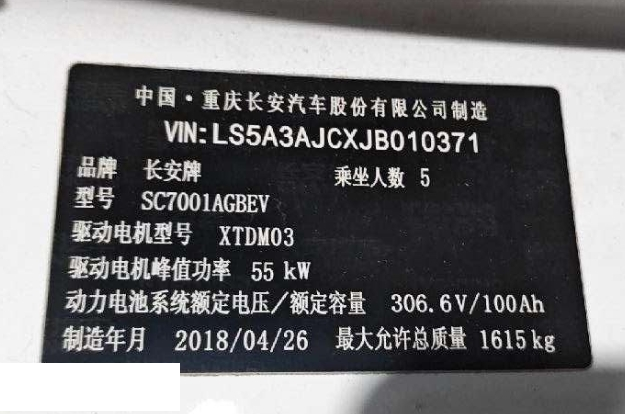 中国·重庆长安汽车股份有限公司制造
VIN: LS5A3AJCXJB010371
品牌 长安牌 乘坐人数 5
型号 SC7001AGBEV
驱动电机型号 XTDM03
驱动电机峰值功率 55 kW
动力电池系统额定电压/额定容量 306.6V/100Ah
制造年月 2018/04/26 最大允许总质量 1615kg